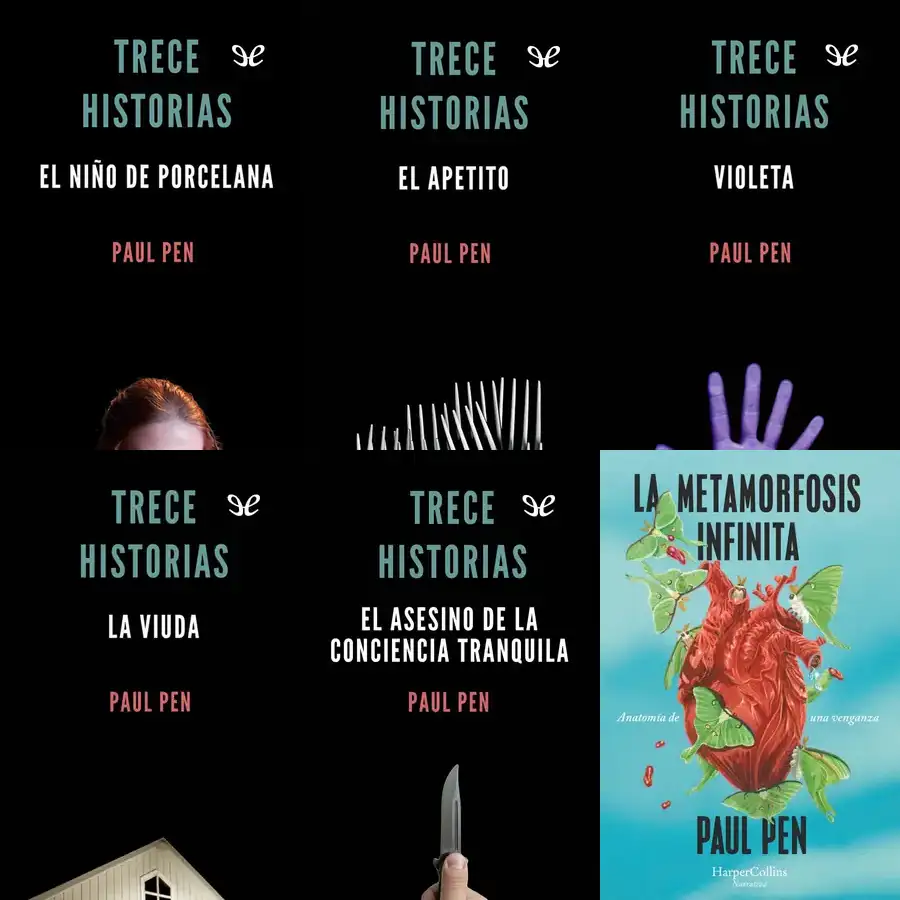 TRECE
HISTORIAS
EL NIÑO DE PORCELANA
PAUL PEN
TRECE
HISTORIAS
EL APETITO
PAUL PEN
TRECE
HISTORIAS
VIOLETA
PAUL PEN
TRECE
HISTORIAS
LA VIUDA
PAUL PEN
TRECE
HISTORIAS
EL ASESINO DE LA
CONCIENCIA TRANQUILA
PAUL PEN
LA METAMORFOSIS
INFINITA
Anatomía de una venganza
PAUL PEN
HarperCollins
Narrativa